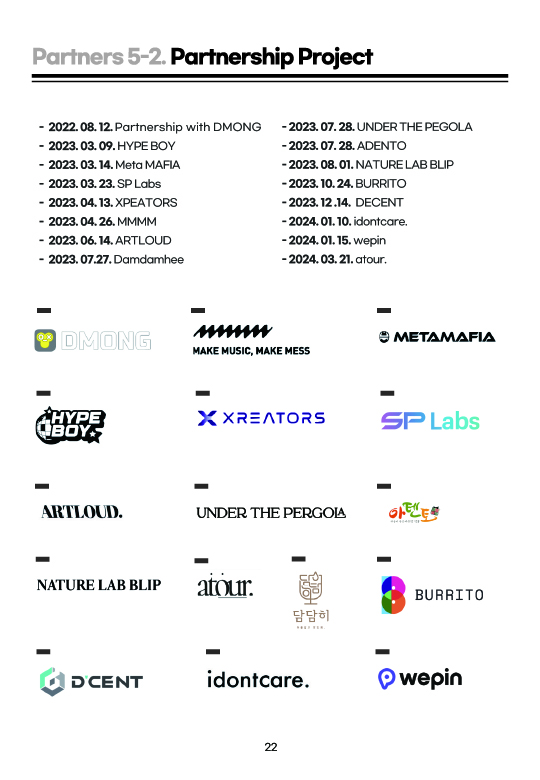 Partners 5-2. Partnership Project
- 2022. 08. 12. Partnership with DMONG
- 2023. 03. 09. HYPE BOY
- 2023. 03. 14. Meta MAFIA
- 2023. 03. 23. SP Labs
- 2023. 04. 13. XPEATORS
- 2023. 04. 26. MMMM
- 2023. 06. 14. ARTLOUD
- 2023. 07.27. Damdamhee
- 2023. 07. 28. UNDER THE PEGOLA
- 2023. 07. 28. ADENTO
- 2023. 08. 01. NATURE LAB BLIP
- 2023. 10. 24. BURRITO
- 2023. 12 .14. DECENT
- 2024. 01. 10. idontcare.
- 2024. 01. 15. wepin
- 2024. 03. 21. atour.
DMONG
MAKE MUSIC, MAKE MESS
METAMAFIA
HYPE
BOY
XREATORS
SP Labs
ARTLOUD.
UNDER THE PERGOLA
아텐토
NATURE LAB BLIP
atour.
담담히
담담히
BURRITO
D'CENT
idontcare.
wepin
22